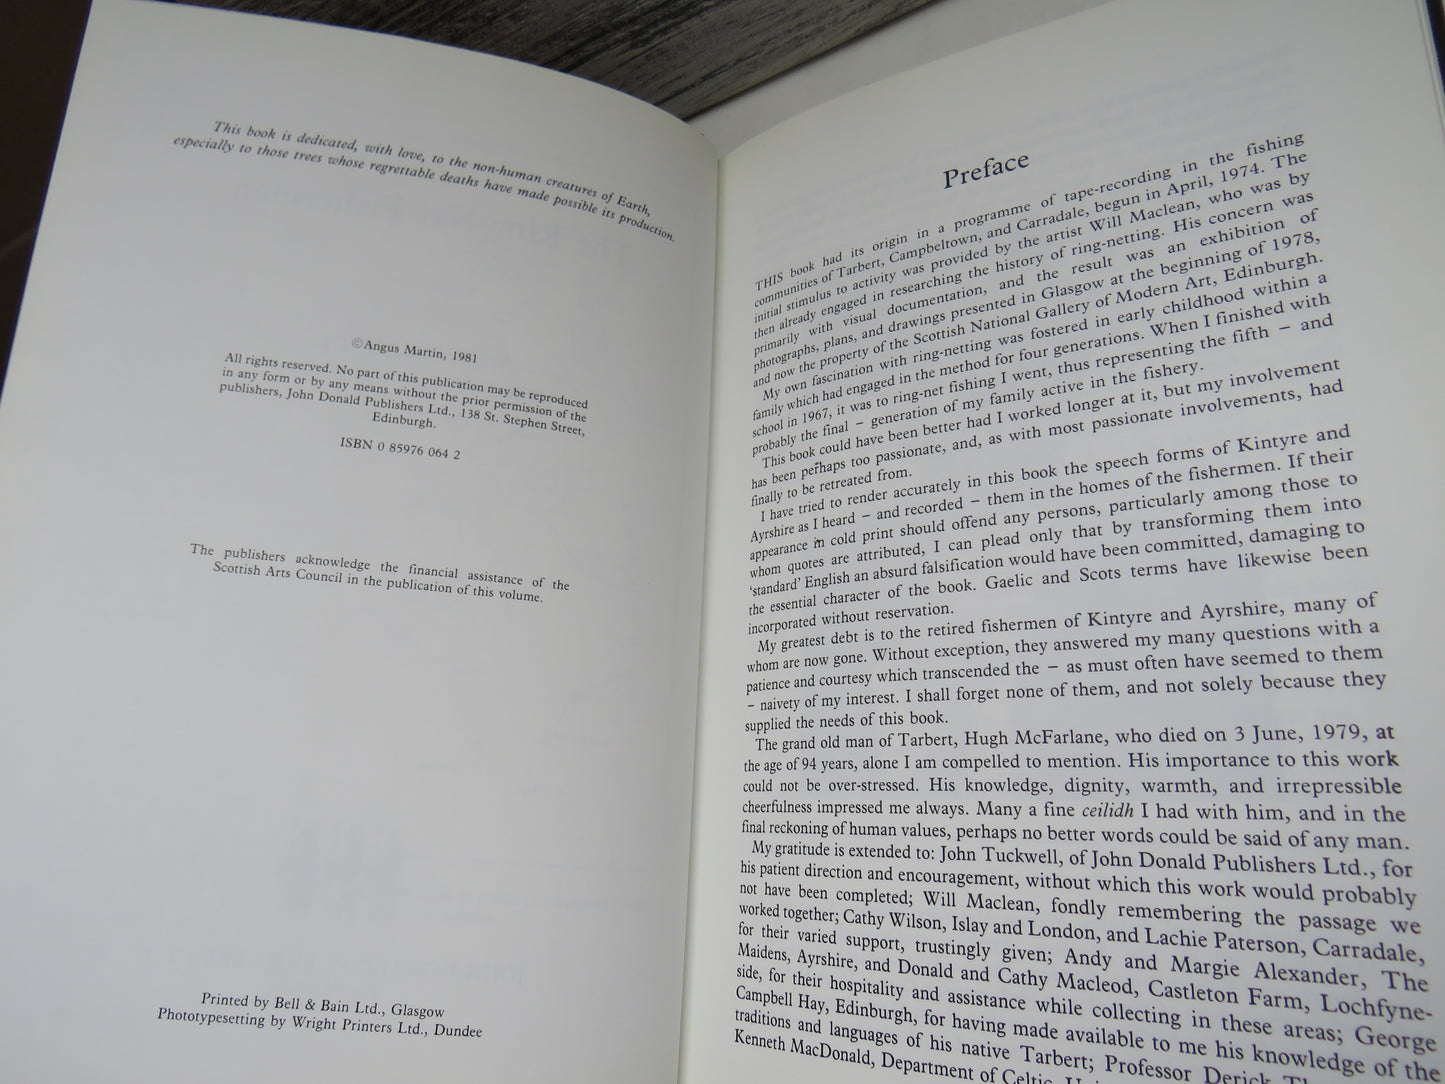 This book is dedicated, with love, to the non-human creatures of Earth,
especially to those trees whose regrettable deaths have made possible its production.
©Angus Martin, 1981
All rights reserved. No part of this publication may be reproduced
in any form or by any means without the prior permission of the
publishers, John Donald Publishers Ltd., 138 St. Stephen Street,
Edinburgh.
ISBN 0 85976 064 2
The publishers acknowledge the financial assistance of the
Scottish Arts Council in the publication of this volume.
Printed by Bell & Bain Ltd., Glasgow
Phototypesetting by Wright Printers Ltd., Dundee
Preface
THIS book had its origin in a programme of tape-recording in the fishing
communities of Tarbert, Campbeltown, and Carradale, begun in April, 1974. The
initial stimulus to activity was provided by the artist Will Maclean, who was by
then already engaged in researching the history of ring-netting. His concern was
primarily with visual documentation, and the result was an exhibition of
photographs, plans, and drawings presented in Glasgow at the beginning of 1978,
and now the property of the Scottish National Gallery of Modern Art, Edinburgh.
My own fascination with ring-netting was fostered in early childhood within a
family which had engaged in the method for four generations. When I finished with
school in 1967, it was to ring-net fishing I went, thus representing the fifth – and
probably the final – generation of my family active in the fishery.
This book could have been better had I worked longer at it, but my involvement
has been perhaps too passionate, and, as with most passionate involvements, had
finally to be retreated from.
I have tried to render accurately in this book the speech forms of Kintyre and
Ayrshire as I heard – and recorded – them in the homes of the fishermen. If their
appearance in cold print should offend any persons, particularly among those to
whom quotes are attributed, I can plead only that by transforming them into
'standard' English an absurd falsification would have been committed, damaging to
the essential character of the book. Gaelic and Scots terms have likewise been
incorporated without reservation.
My greatest debt is to the retired fishermen of Kintyre and Ayrshire, many of
whom are now gone. Without exception, they answered my many questions with a
patience and courtesy which transcended the – as must often have seemed to them
– naivety of my interest. I shall forget none of them, and not solely because they
supplied the needs of this book.
The grand old man of Tarbert, Hugh McFarlane, who died on 3 June, 1979, at
the age of 94 years, alone I am compelled to mention. His importance to this work
could not be over-stressed. His knowledge, dignity, warmth, and irrepressible
cheerfulness impressed me always. Many a fine ceilidh I had with him, and in the
final reckoning of human values, perhaps no better words could be said of any man.
My gratitude is extended to: John Tuckwell, of John Donald Publishers Ltd., for
his patient direction and encouragement, without which this work would probably
not have been completed; Will Maclean, fondly remembering the passage we
worked together; Cathy Wilson, Islay and London, and Lachie Paterson, Carradale,
for their varied support, trustingly given; Andy and Margie Alexander, The
Maidens, Ayrshire, and Donald and Cathy Macleod, Castleton Farm, Lochfyne-
side, for their hospitality and assistance while collecting in these areas; George
Campbell Hay, Edinburgh, for having made available to me his knowledge of the
traditions and languages of his native Tarbert; Professor Derick
Kenneth MacDonald, Department of Celtic,